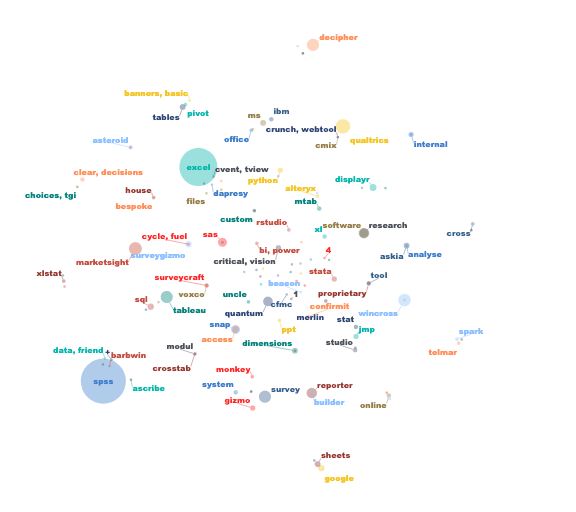 decipher
banners, basic
ms
ibm
tables
pivot
crunch, webtool
office
asteroid
cmix
qualtrics
internal
excel
cvent, tview
clear, decisions
python
displayr
choices, tgi
house
dapresy
alteryx
files
mtab
bespoke
custom
rstudio
xl
software
research
cross
cycle, fuel
sas
marketsight
surveygizmo
bi, power
4
askia
analyse
critical, vision
xlstat
stata
tool
surveycraft
beacon
voxco
uncle
1
proprietary
sql
cfmc
confirmit
wincross
tableau
quantum
merlin
stat
snap
ppt
jmp
spark
access
dimensions
studio
telmar
data, friend
+
barbwin
modul
crosstab
monkey
spss
ascribe
system
survey
reporter
gizmo
builder
online
sheets
google